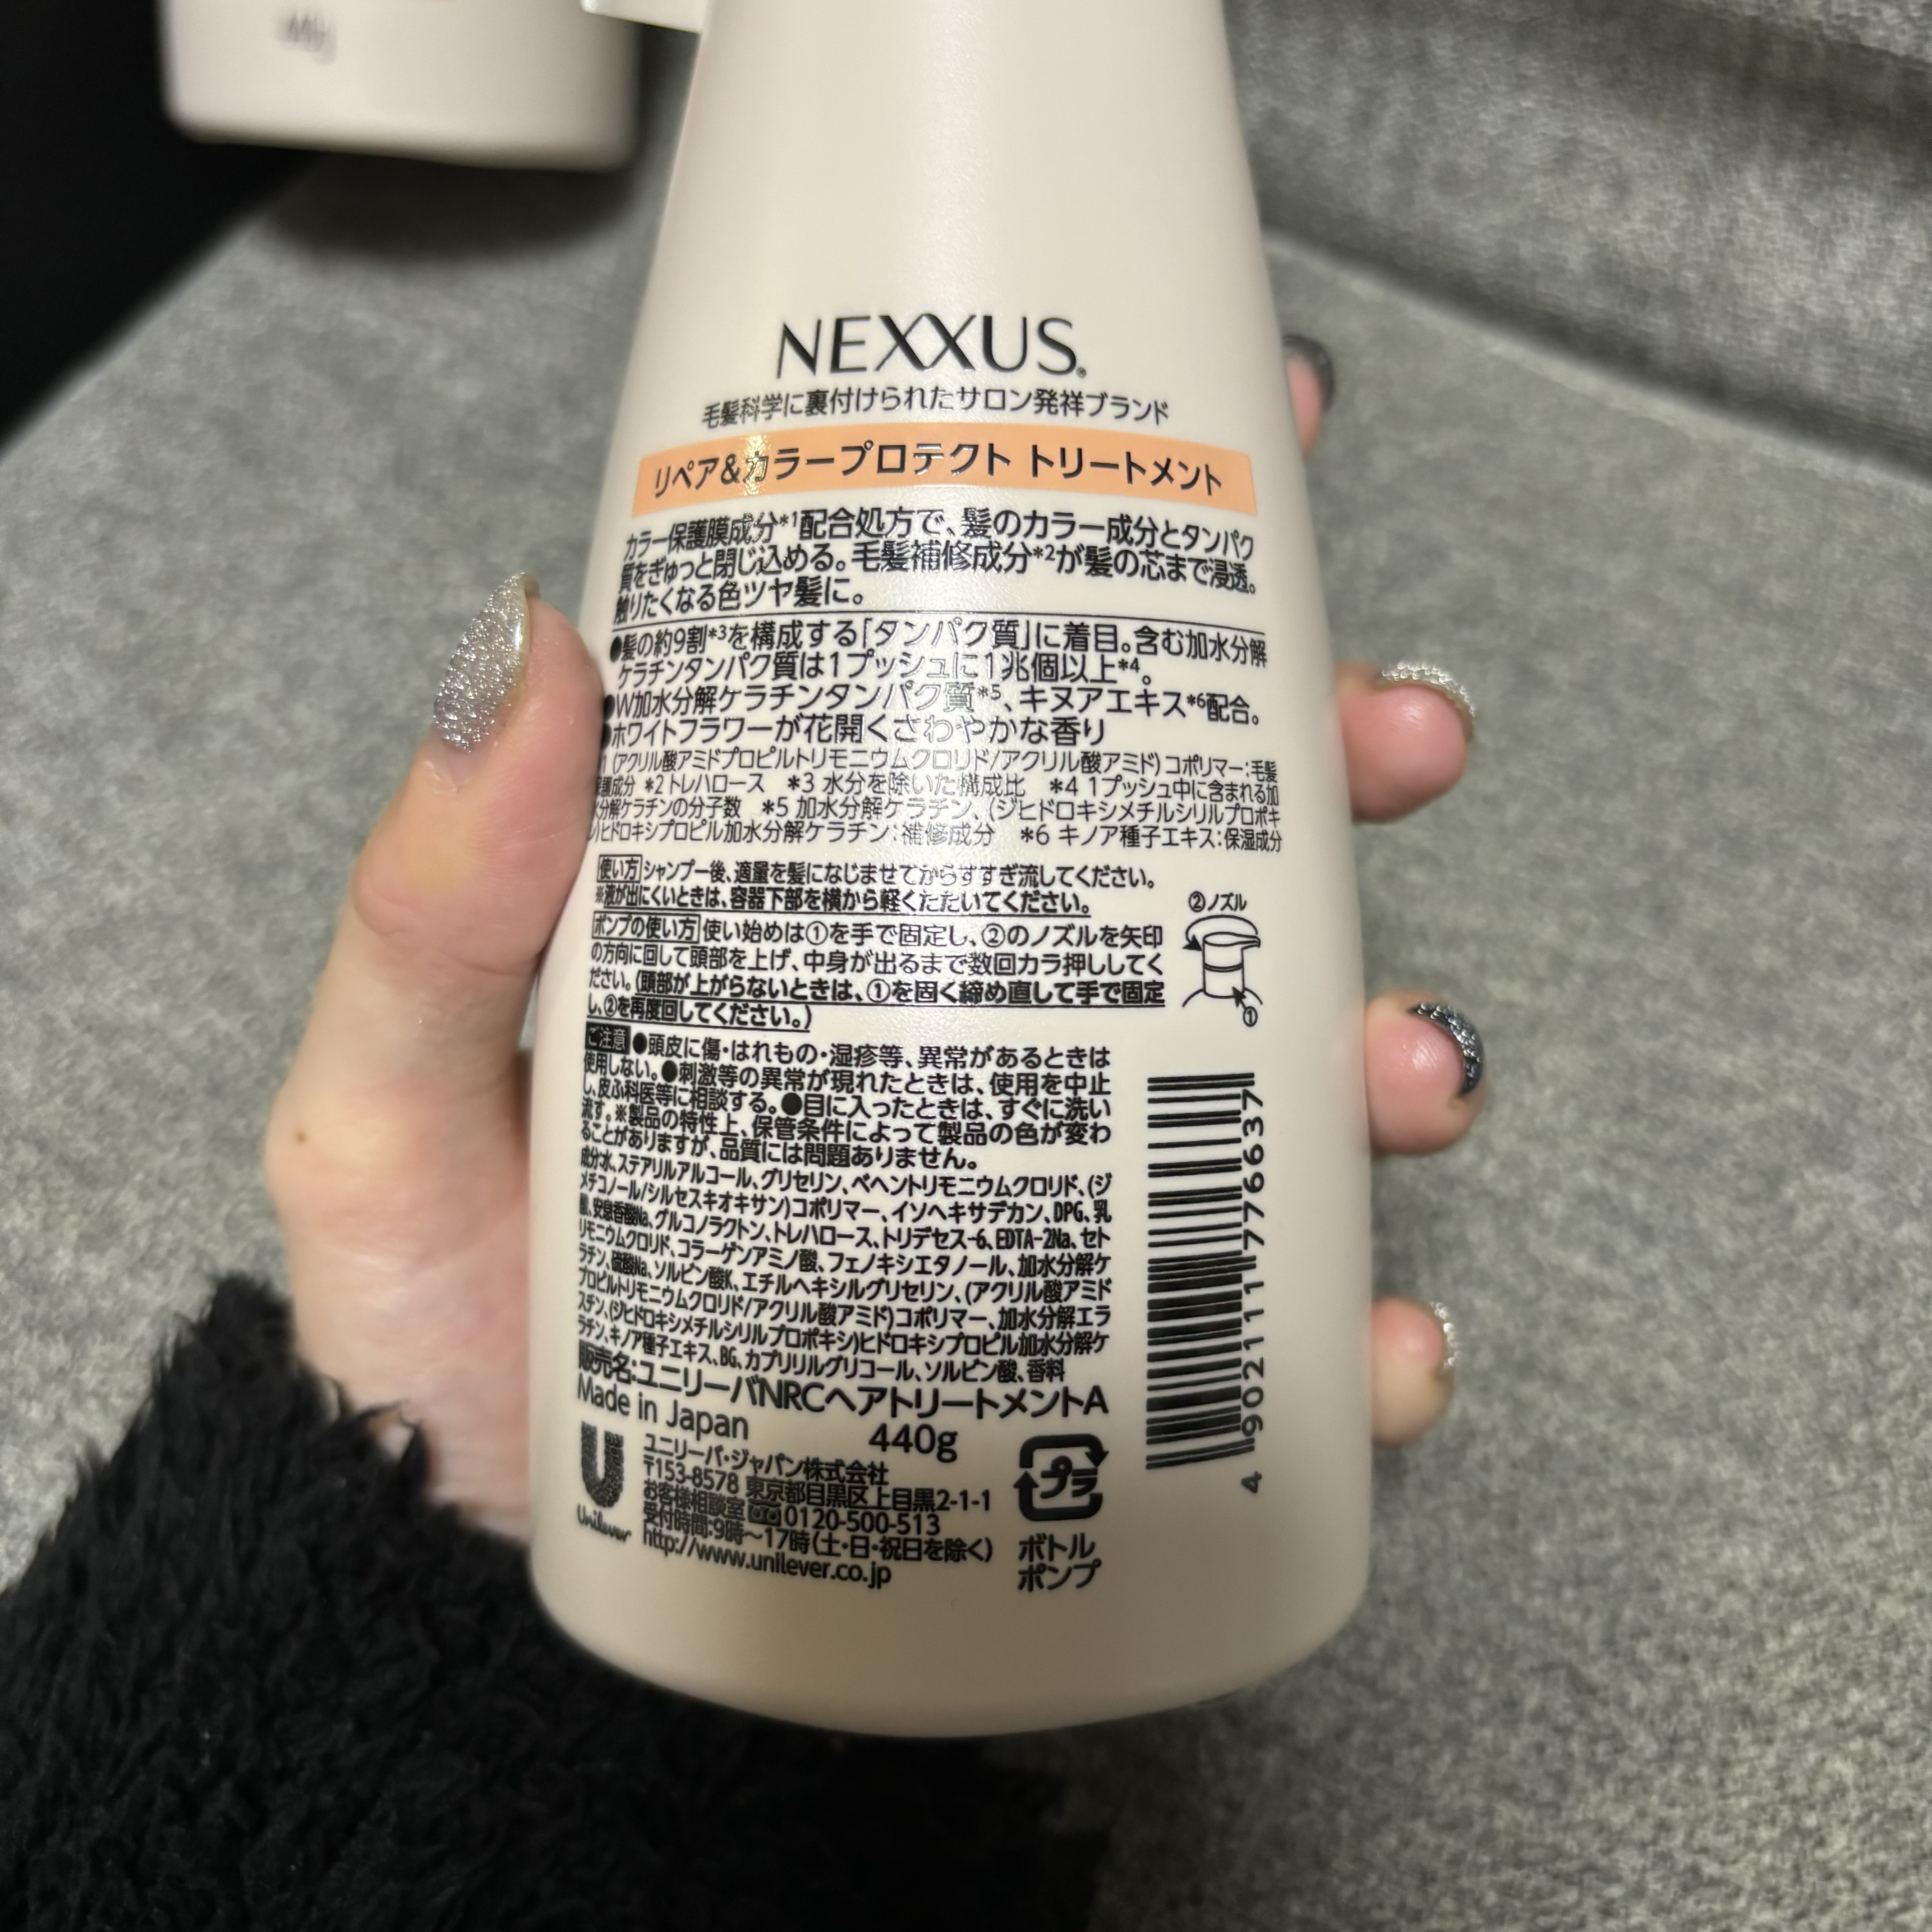 NEXXUS®
毛髪科学に裏付けられたサロン発祥ブランド
リペア&カラープロテクト トリートメント
カラー保護膜成分*1配合処方で、髪のカラー成分とタンパク
質をぎゅっと閉じ込める。毛髪補修成分*2が髪の芯まで浸透。
触りたくなる色ツヤ髪に。
●髪の約9割*3を構成する「タンパク質」に着目。含む加水分解
ケラチンタンパク質は1プッシュに1兆個以上*4。
●W加水分解ケラチンタンパク質*5、キヌアエキス*6配合。
●ホワイトフラワーが花開くさわやかな香り
1 (アクリル酸アミドプロピルトリモニウムクロリド/アクリル酸アミド)コポリマー:毛髪
保護成分 *2 トレハロース *3 水分を除いた構成比 *4 1プッシュ中に含まれる加
水分解ケラチンの分子数 *5 加水分解ケラチン、(ジヒドロキシメチルシリルプロポキ
シ)ヒドロキシプロピル加水分解ケラチン:補修成分 *6 キノア種子エキス:保湿成分
使い方 シャンプー後、適量を髪になじませてからすすぎ流してください。
※液が出にくいときは、容器下部を横から軽くたたいてください。
ポンプの使い方 使い始めは①を手で固定し、②のノズルを矢印
の方向に回して頭部を上げ、中身が出るまで数回カラ押ししてく
ださい。(頭部が上がらないときは、①を固く締め直して手で固定
し、②を再度回してください。)
②ノズル
①
ご注意 ●頭皮に傷・はれもの・湿疹等、異常があるときは
使用しない。●刺激等の異常が現れたときは、使用を中止
し、皮ふ科医等に相談する。●目に入ったときは、すぐに洗い
流す。※製品の特性上、保管条件によって製品の色が変わ
ることがありますが、品質には問題ありません。
成分:水、ステアリルアルコール、グリセリン、ベヘントリモニウムクロリド、(ジ
メチコノール/シルセスキオキサン)コポリマー、イソヘキサデカン、DPG、乳
酸、安息香酸Na、グルコノラクトン、トレハロース、トリデセス-6、EDTA-2Na、セト
リモニウムクロリド、コラーゲンアミノ酸、フェノキシエタノール、加水分解ケ
ラチン、硫酸Na、ソルビン酸K、エチルヘキシルグリセリン、(アクリル酸アミド
プロピルトリモニウムクロリド/アクリル酸アミド)コポリマー、加水分解エラ
スチン、(ジヒドロキシメチルシリルプロポキシ)ヒドロキシプロピル加水分解ケ
ラチン、キノア種子エキス、BG、カプリリルグリコール、ソルビン酸、香料
販売名:ユニリーバNRCヘアトリートメントA
Made in Japan 440g
Unilever
ユニリーバ・ジャパン株式会社
〒153-8578 東京都目黒区上目黒2-1-1
お客様相談室 0120-500-513
受付時間:9時〜17時(土・日・祝日を除く)
http://www.unilever.co.jp
プラ
ボトル
ポンプ
4 902111 776637